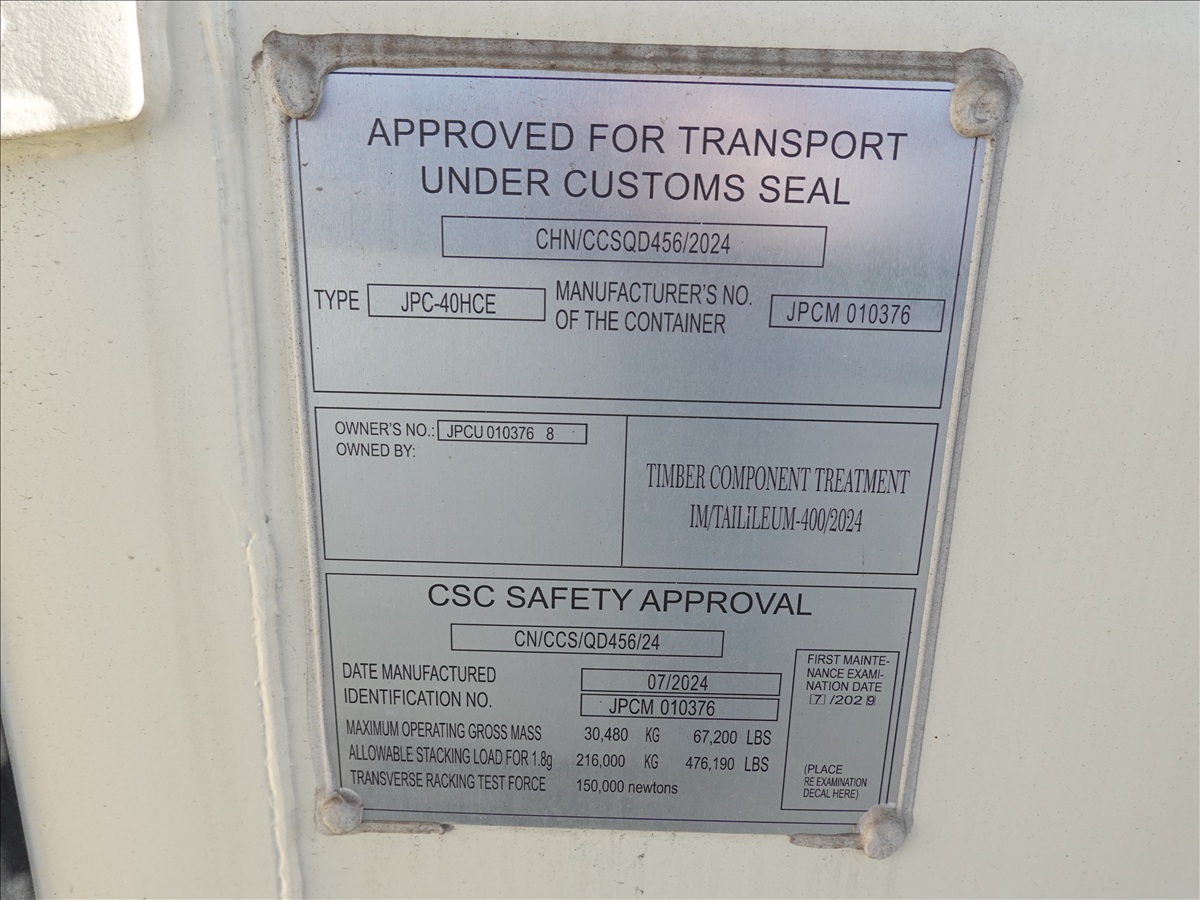 APPROVED FOR TRANSPORT
UNDER CUSTOMS SEAL
CHN/CCSQD456/2024
TYPE JPC-40HCE MANUFACTURER'S NO.
OF THE CONTAINER JPCM 010376
OWNER'S NO.: JPCU 010376 8
OWNED BY:
TIMBER COMPONENT TREATMENT
IM/TAILILEUM-400/2024
CSC SAFETY APPROVAL
CN/CCS/QD456/24
DATE MANUFACTURED 07/2024
IDENTIFICATION NO. JPCM 010376
MAXIMUM OPERATING GROSS MASS 30,480 KG 67,200 LBS
ALLOWABLE STACKING LOAD FOR 1.8g 216,000 KG 476,190 LBS
TRANSVERSE RACKING TEST FORCE 150,000 newtons
FIRST MAINTE-
NANCE EXAMI-
NATION DATE
7/2029
(PLACE
RE EXAMINATION
DECAL HERE)